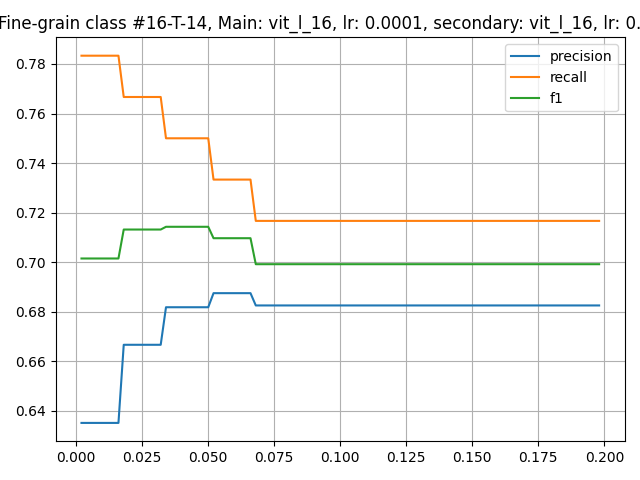 Fine-grain class #16-T-14, Main: vit_l_16, lr: 0.0001, secondary: vit_l_16, lr: 0.
precision
recall
f1
0.78
0.76
0.74
0.72
0.70
0.68
0.66
0.64
0.000 0.025 0.050 0.075 0.100 0.125 0.150 0.175 0.200